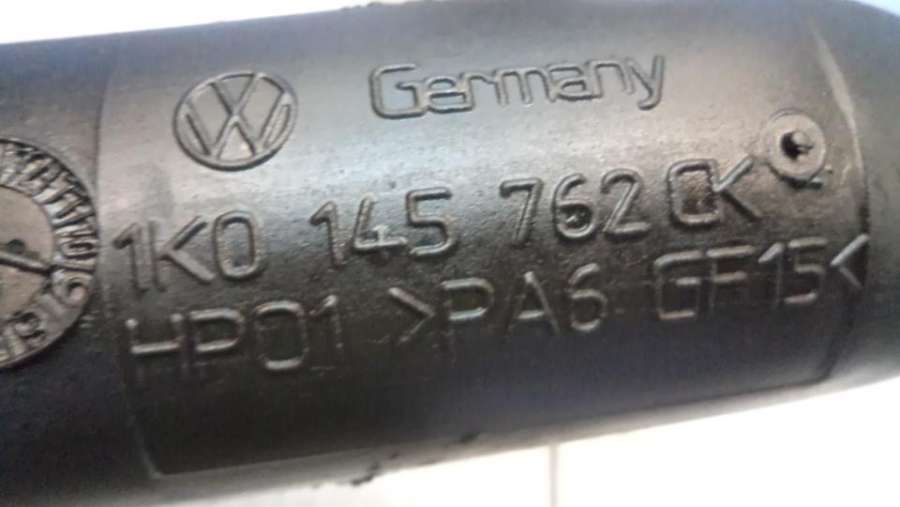 Germany
1K0 145 762 CK
HP01 >PA6 GF15<